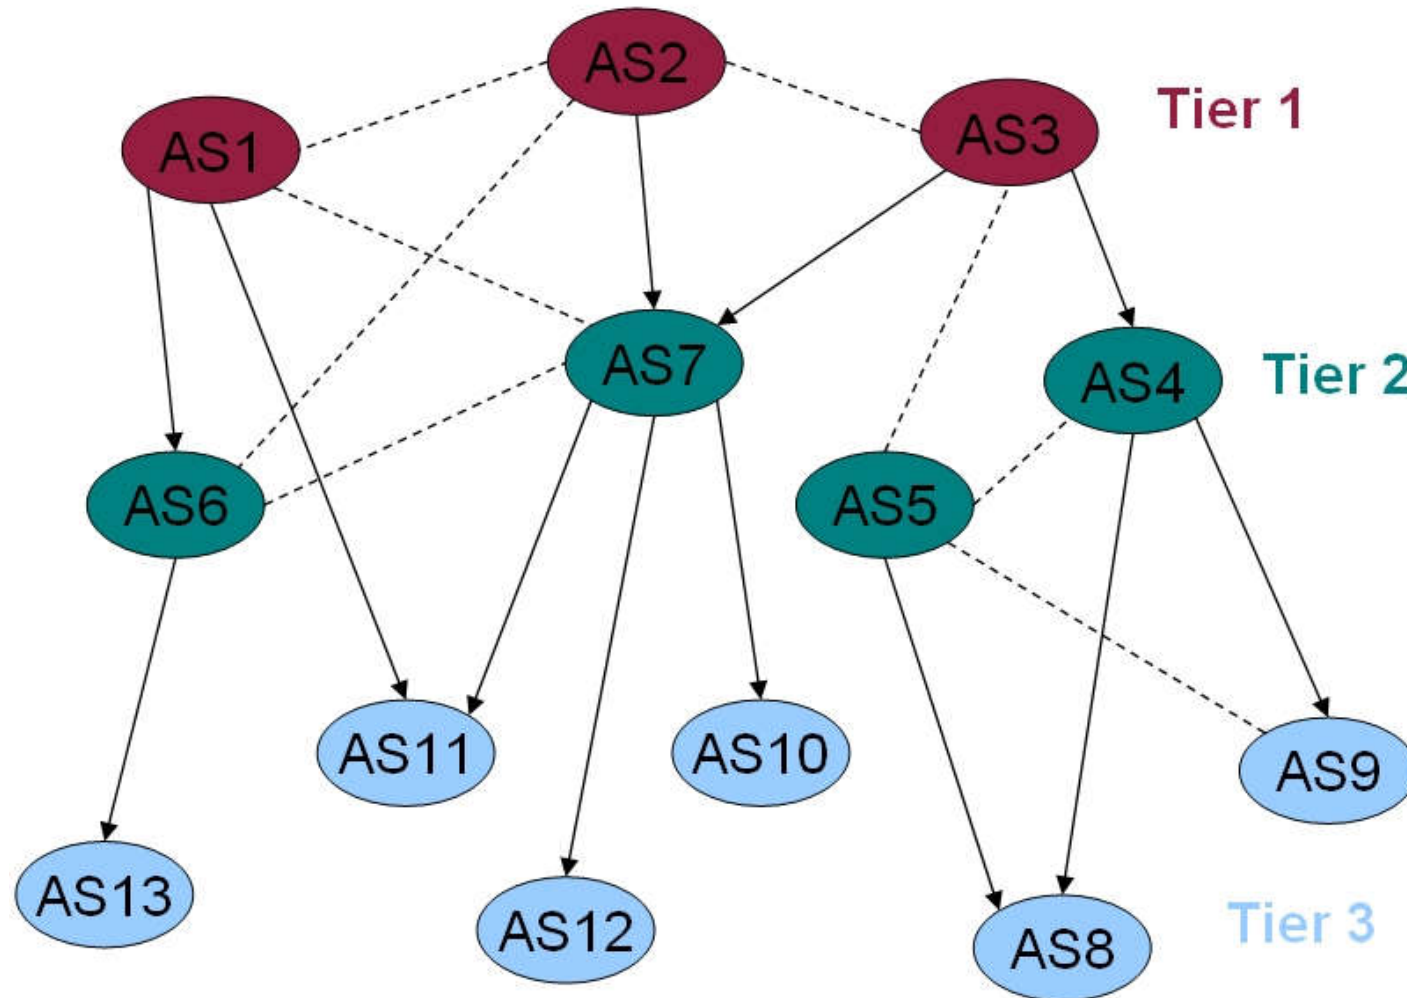 AS2
AS1
AS3
Tier 1
AS7
AS4
Tier 2
AS6
AS5
AS11
AS10
AS9
AS13
AS12
AS8
Tier 3